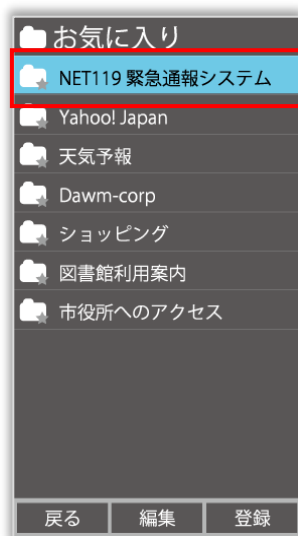 お気に入り
NET119 緊急通報システム
Yahoo! Japan
天気予報
Dawm-corp
ショッピング
図書館利用案内
市役所へのアクセス
戻る 編集 登録